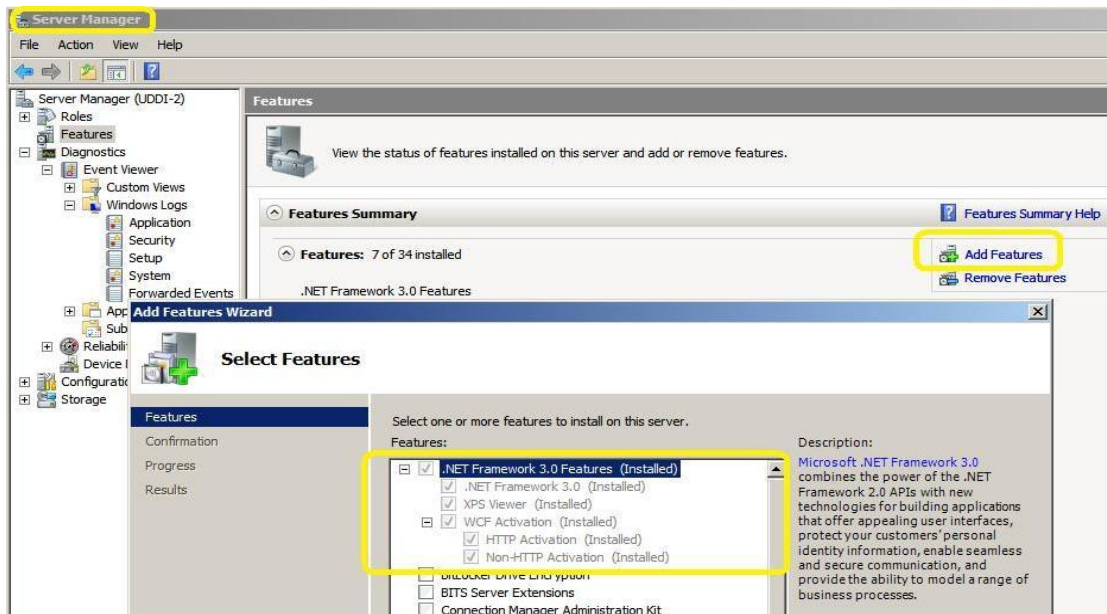 Server Manager
File Action View Help
Server Manager (UDDI-2)
Roles
Features
Diagnostics
Event Viewer
Custom Views
Windows Logs
Application
Security
Setup
System
Forwarded Events
App
Sub
Reliabili
Device
Configuratio
Storage
Features
View the status of features installed on this server and add or remove features.
Features Summary
Features Summary Help
Features: 7 of 34 installed
Add Features
Remove Features
.NET Framework 3.0 Features
Add Features Wizard
Select Features
Features
Confirmation
Progress
Results
Select one or more features to install on this server.
Features:
.NET Framework 3.0 Features (Installed)
.NET Framework 3.0 (Installed)
XPS Viewer (Installed)
WCF Activation (Installed)
HTTP Activation (Installed)
Non-HTTP Activation (Installed)
BitLocker Drive Encryption
BITS Server Extensions
Connection Manager Administration Kit
Description:
Microsoft .NET Framework 3.0
combines the power of the .NET
Framework 2.0 APIs with new
technologies for building applications
that offer appealing user interfaces,
protect your customers' personal
identity information, enable seamless
and secure communication, and
provide the ability to model a range of
business processes.